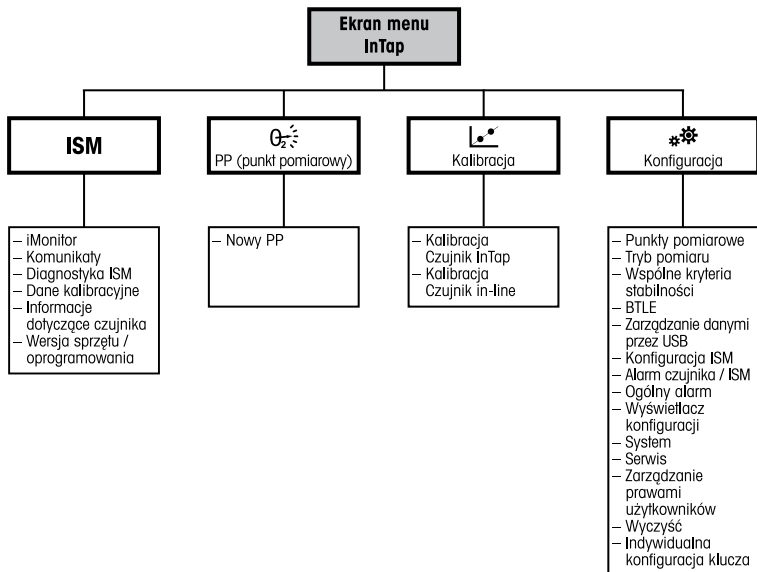 Ekran menu
InTap
ISM
O₂
PP (punkt pomiarowy)
Kalibracja
Konfiguracja
– iMonitor
– Komunikaty
– Diagnostyka ISM
– Dane kalibracyjne
– Informacje
dotyczące czujnika
– Wersja sprzętu /
oprogramowania
– Nowy PP
– Kalibracja
Czujnik InTap
– Kalibracja
Czujnik in-line
– Punkty pomiarowe
– Tryb pomiaru
– Wspólne kryteria
stabilności
– BTLE
– Zarządzanie danymi
przez USB
– Konfiguracja ISM
– Alarm czujnika / ISM
– Ogólny alarm
– Wyświetlacz
konfiguracji
– System
– Serwis
– Zarządzanie
prawami
użytkowników
– Wyczyść
– Indywidualna
konfiguracja klucza